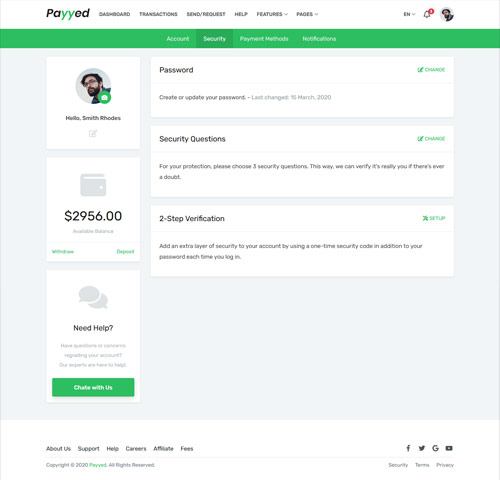 Payyed
DASHBOARD TRANSACTIONS SEND/REQUEST HELP FEATURES PAGES
EN
3
Account Security Payment Methods Notifications
Hello, Smith Rhodes
$2956.00
Available Balance
Withdraw Deposit
Need Help?
Have questions or concerns
regrading your account?
Our experts are here to help!.
Chate with Us
Password CHANGE
Create or update your password. - Last changed: 15 March, 2020
Security Questions CHANGE
For your protection, please choose 3 security questions. This way, we can verify it's really you if there's ever
a doubt.
2-Step Verification SETUP
Add an extra layer of security to your account by using a one-time security code in addition to your
password each time you log in.
About Us Support Help Careers Affiliate Fees
Copyright © 2020 Payyed. All Rights Reserved.
Security Terms Privacy